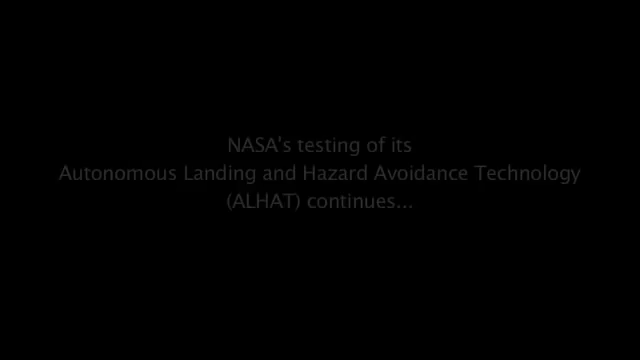 NASA's testing of its
Autonomous Landing and Hazard Avoidance Technology
(ALHAT) continues...